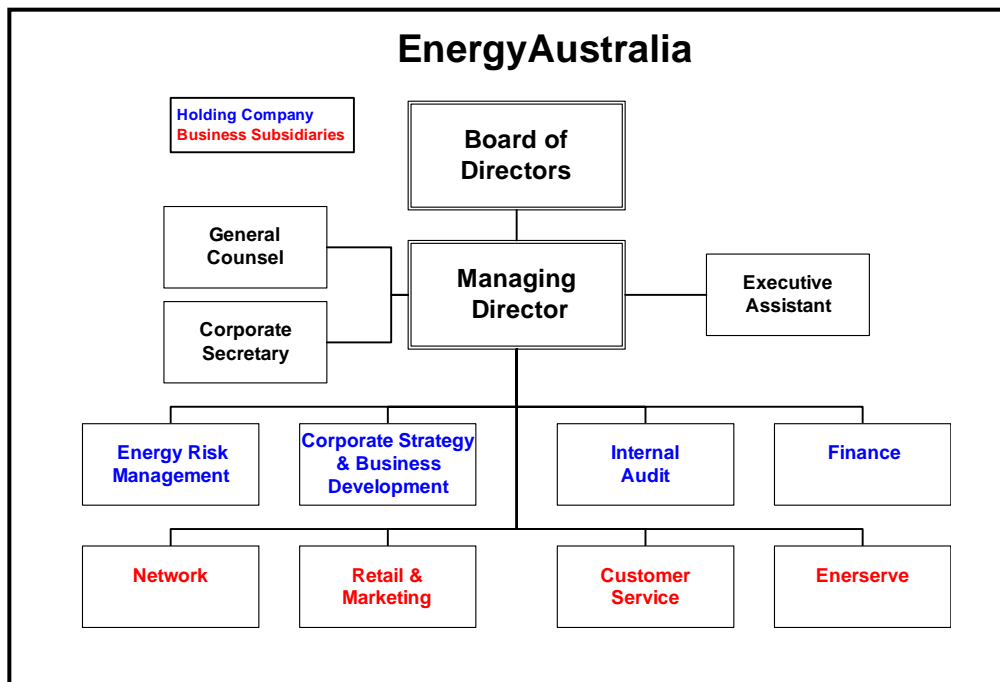 EnergyAustralia
Holding Company
Business Subsidiaries
Board of
Directors
General
Counsel
Managing
Director
Executive
Assistant
Corporate
Secretary
Energy Risk
Management
Corporate Strategy
& Business
Development
Internal
Audit
Finance
Network
Retail &
Marketing
Customer
Service
Enerserve